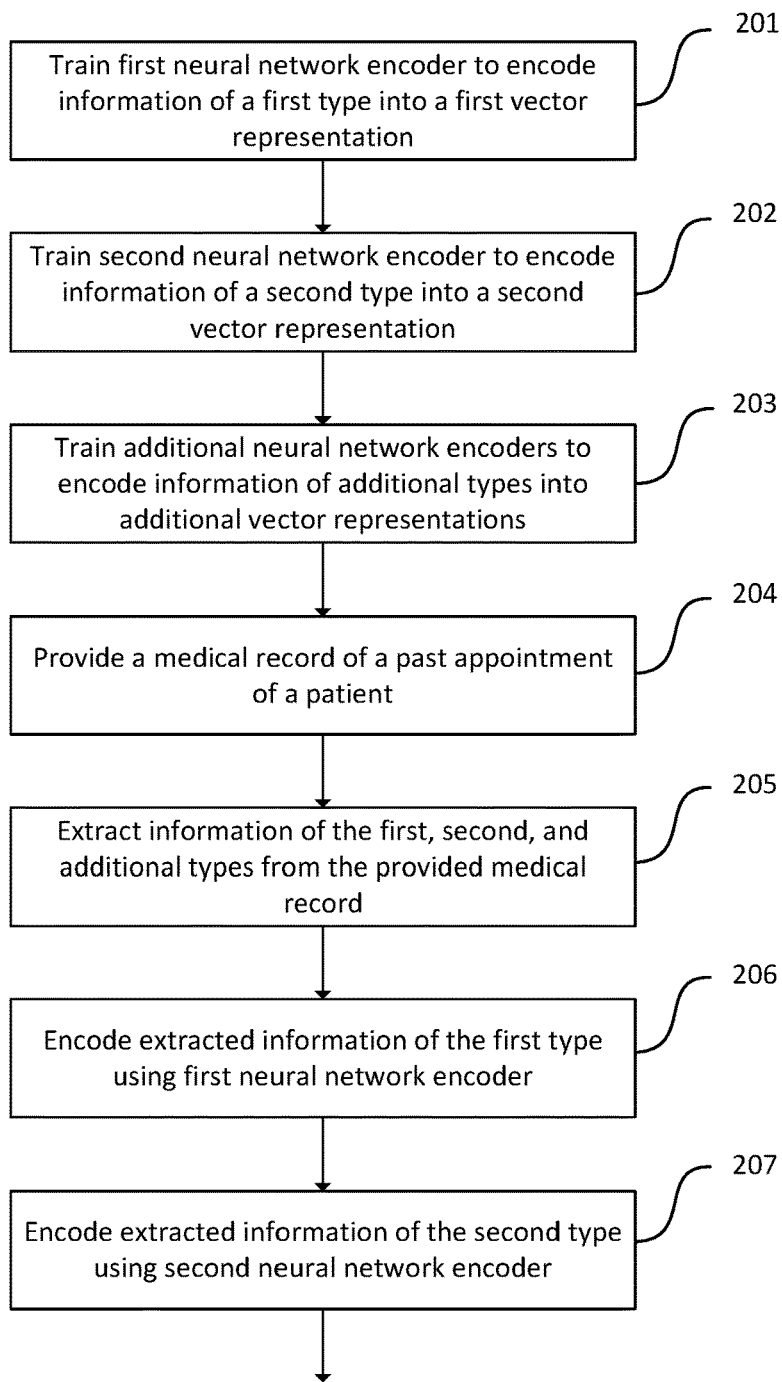 201
Train first neural network encoder to encode
information of a first type into a first vector
representation
202
Train second neural network encoder to encode
information of a second type into a second
vector representation
203
Train additional neural network encoders to
encode information of additional types into
additional vector representations
204
Provide a medical record of a past appointment
of a patient
205
Extract information of the first, second, and
additional types from the provided medical
record
206
Encode extracted information of the first type
using first neural network encoder
207
Encode extracted information of the second type
using second neural network encoder